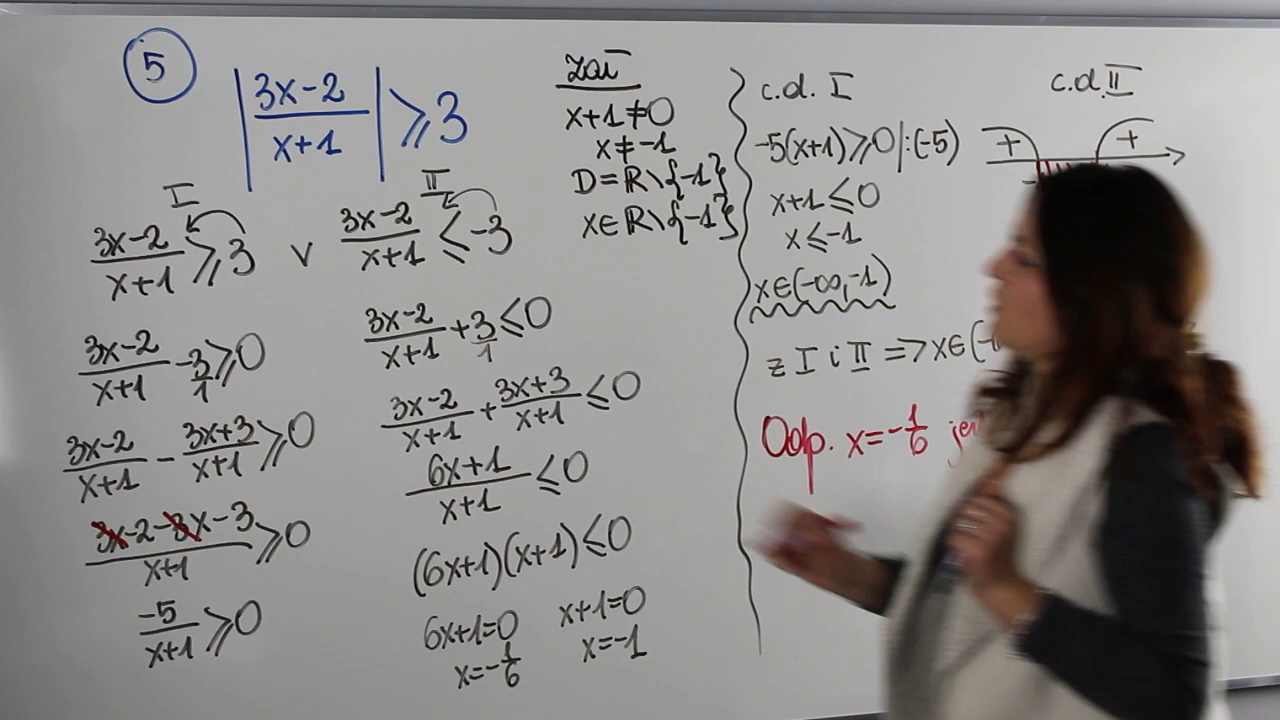 5
|(3x-2)/(x+1)| ⩾ 3
Zał
x+1≠0
x≠-1
D=ℝ\{-1}
x∈ℝ\{-1}
I
II
(3x-2)/(x+1) ⩾ 3 ∨ (3x-2)/(x+1) ⩽ -3
(3x-2)/(x+1) - 3/1 ⩾ 0
(3x-2)/(x+1) - (3x+3)/(x+1) ⩾ 0
(3x-2-3x-3)/(x+1) ⩾ 0
-5/(x+1) ⩾ 0
(3x-2)/(x+1) + 3/1 ⩽ 0
(3x-2)/(x+1) + (3x+3)/(x+1) ⩽ 0
(6x+1)/(x+1) ⩽ 0
(6x+1)(x+1) ⩽ 0
6x+1=0 x+1=0
x=-1/6 x=-1
c.d. I
-5(x+1) ⩾ 0 |:(-5)
x+1 ⩽ 0
x ⩽ -1
x∈(-∞,-1)
z I i II => x∈(-
Odp. x=-1/6
c.d. II
+ +
-